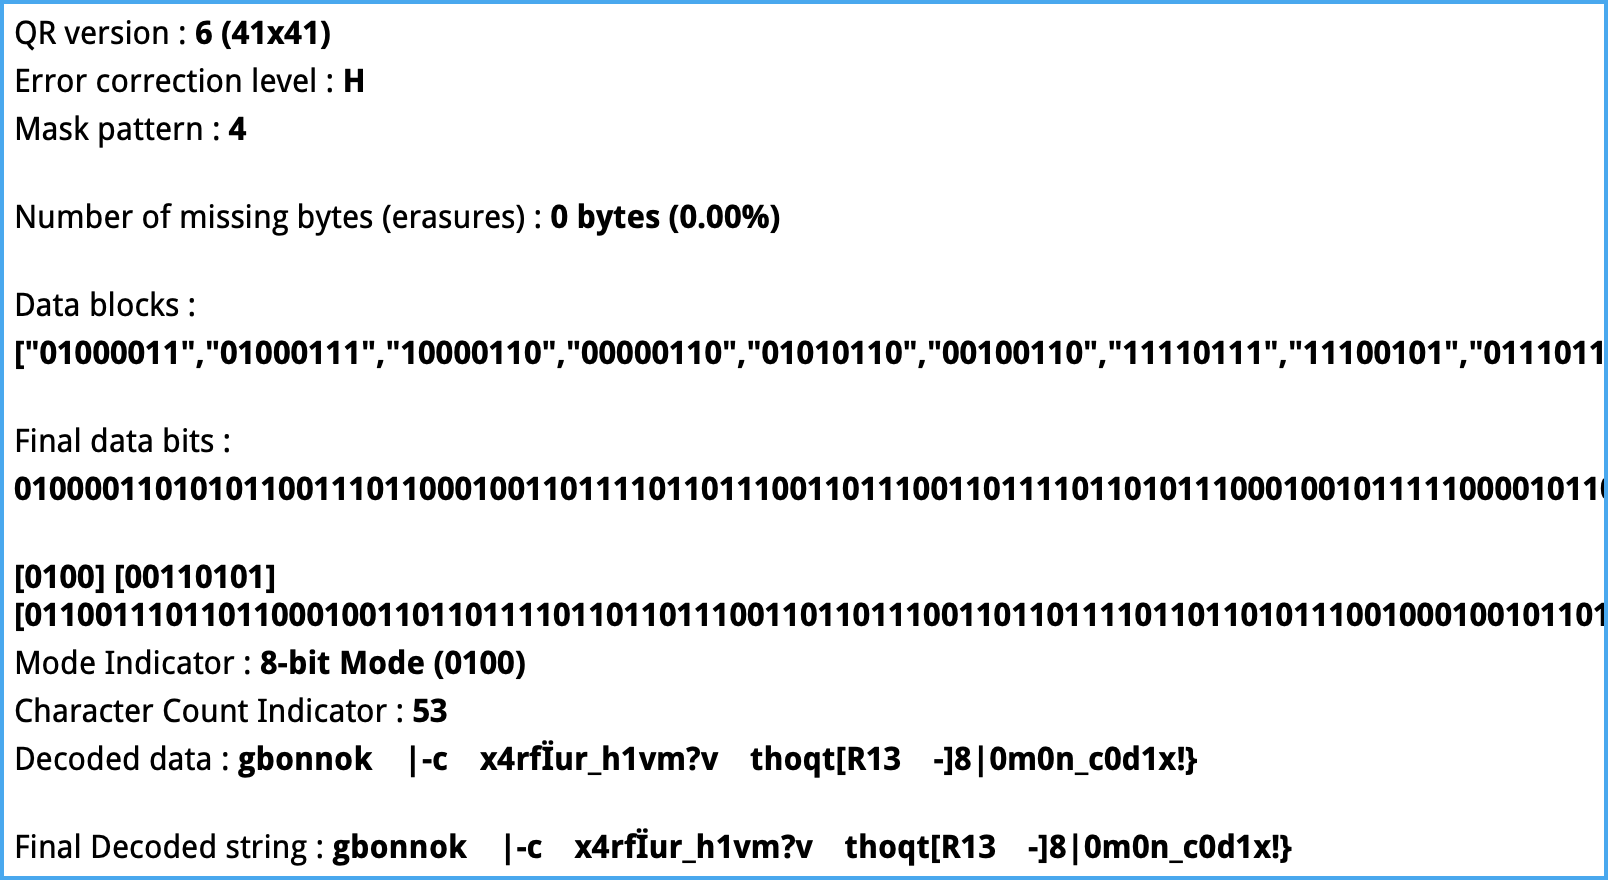 QR version : 6 (41x41)
Error correction level : H
Mask pattern : 4
Number of missing bytes (erasures) : 0 bytes (0.00%)
Data blocks :
["01000011","01000111","10000110","00000110","01010110","00100110","11110111","11100101","0111011
Final data bits :
0100001101010110011101100010011011110110111001101110011011110110101110001001011111000010110
[0100] [00110101]
[0110011101101100010011011011110110110111001101101110011011011110110110101110010001001011​01
Mode Indicator : 8-bit Mode (0100)
Character Count Indicator : 53
Decoded data : gbonnok |-c x4rfÏur_h1vm?v thoqt[R13 -]8|0m0n_c0d1x!}
Final Decoded string : gbonnok |-c x4rfÏur_h1vm?v thoqt[R13 -]8|0m0n_c0d1x!}